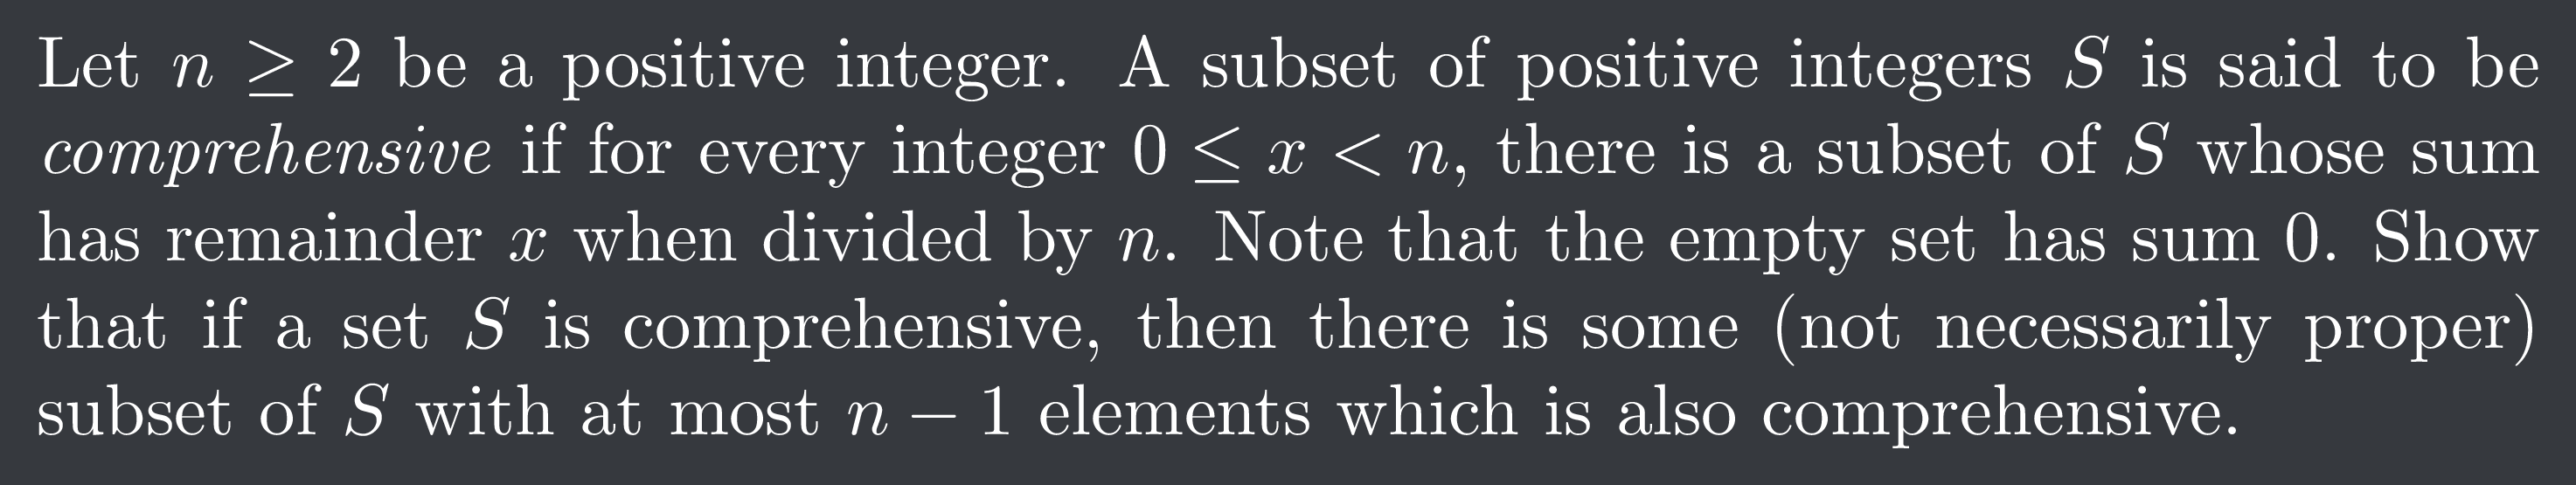 Let n ≥ 2 be a positive integer. A subset of positive integers S is said to be
comprehensive if for every integer 0 ≤ x < n, there is a subset of S whose sum
has remainder x when divided by n. Note that the empty set has sum 0. Show
that if a set S is comprehensive, then there is some (not necessarily proper)
subset of S with at most n − 1 elements which is also comprehensive.